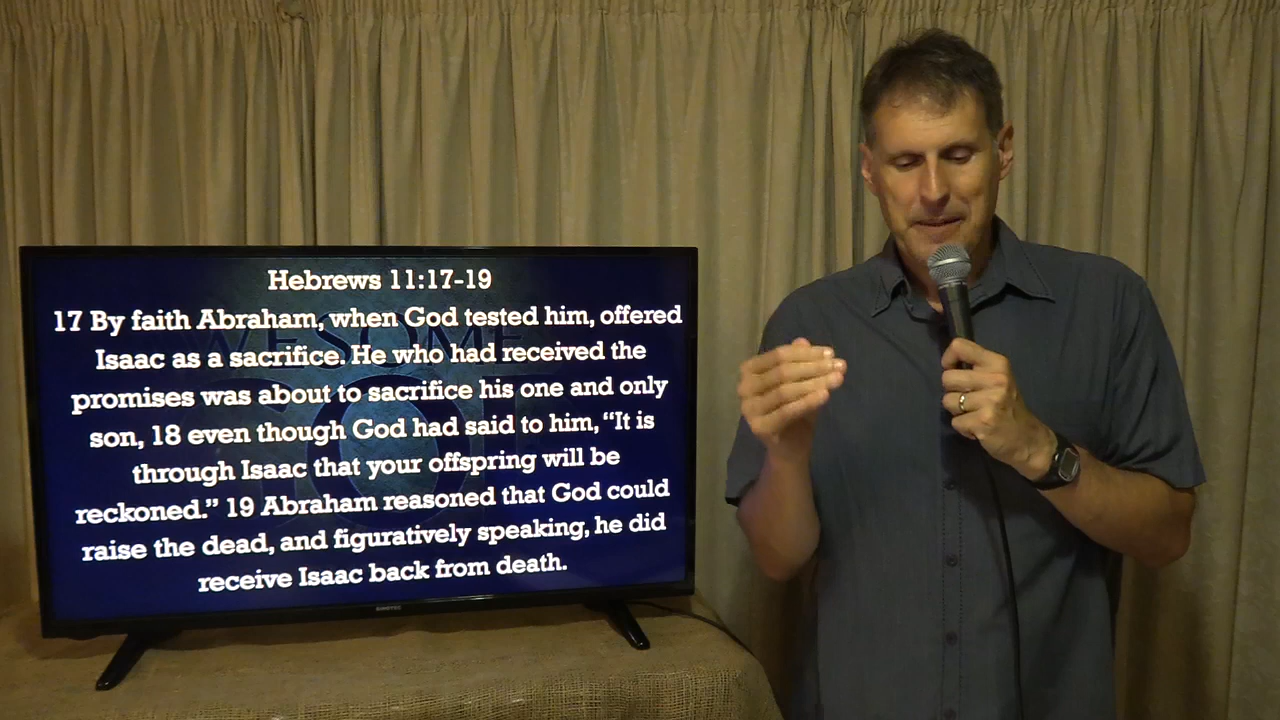 Hebrews 11:17-19
17 By faith Abraham, when God tested him, offered
Isaac as a sacrifice. He who had received the
promises was about to sacrifice his one and only
son, 18 even though God had said to him, “It is
through Isaac that your offspring will be
reckoned.” 19 Abraham reasoned that God could
raise the dead, and figuratively speaking, he did
receive Isaac back from death.